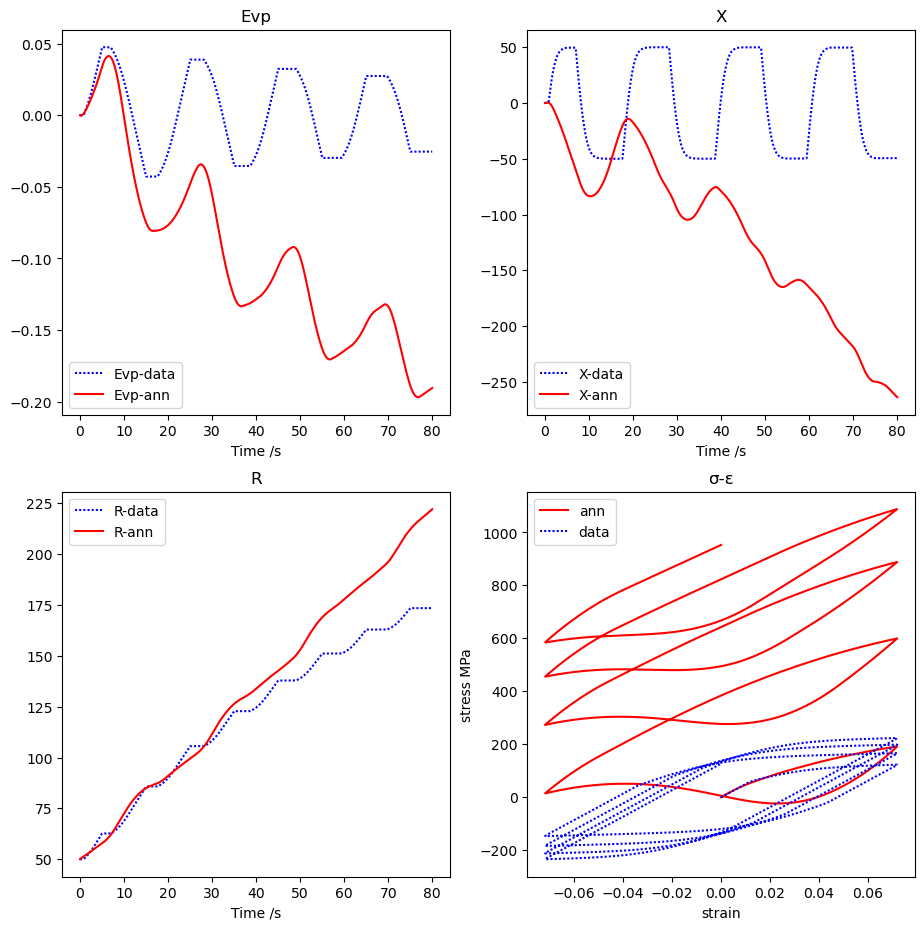 Evp
0.05
0.00
−0.05
−0.10
−0.15
−0.20
Evp-data
Evp-ann
0 10 20 30 40 50 60 70 80
Time /s
X
50
0
−50
−100
−150
−200
−250
X-data
X-ann
0 10 20 30 40 50 60 70 80
Time /s
R
225
200
175
150
125
100
75
50
R-data
R-ann
0 10 20 30 40 50 60 70 80
Time /s
σ-ε
stress MPa
1000
800
600
400
200
0
−200
ann
data
−0.06 −0.04 −0.02 0.00 0.02 0.04 0.06
strain